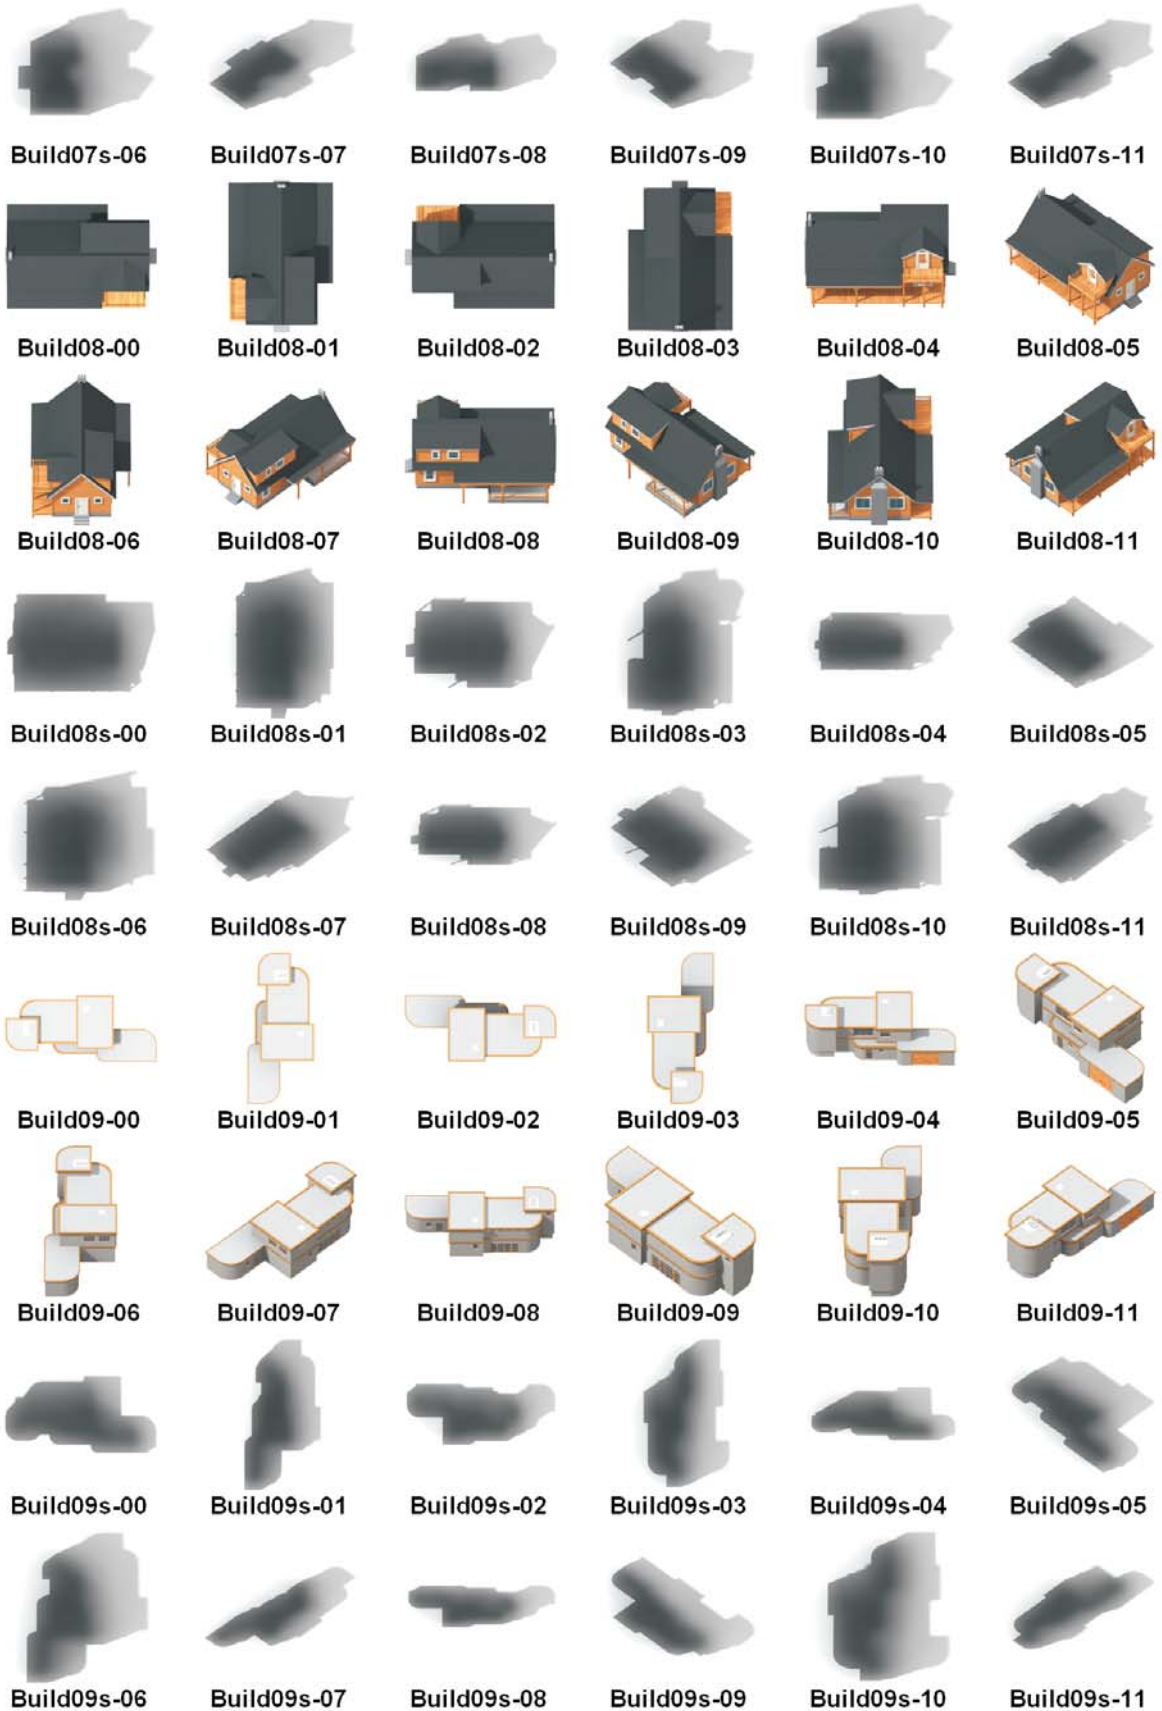 Build07s-06 Build07s-07 Build07s-08 Build07s-09 Build07s-10 Build07s-11
Build08-00 Build08-01 Build08-02 Build08-03 Build08-04 Build08-05
Build08-06 Build08-07 Build08-08 Build08-09 Build08-10 Build08-11
Build08s-00 Build08s-01 Build08s-02 Build08s-03 Build08s-04 Build08s-05
Build08s-06 Build08s-07 Build08s-08 Build08s-09 Build08s-10 Build08s-11
Build09-00 Build09-01 Build09-02 Build09-03 Build09-04 Build09-05
Build09-06 Build09-07 Build09-08 Build09-09 Build09-10 Build09-11
Build09s-00 Build09s-01 Build09s-02 Build09s-03 Build09s-04 Build09s-05
Build09s-06 Build09s-07 Build09s-08 Build09s-09 Build09s-10 Build09s-11